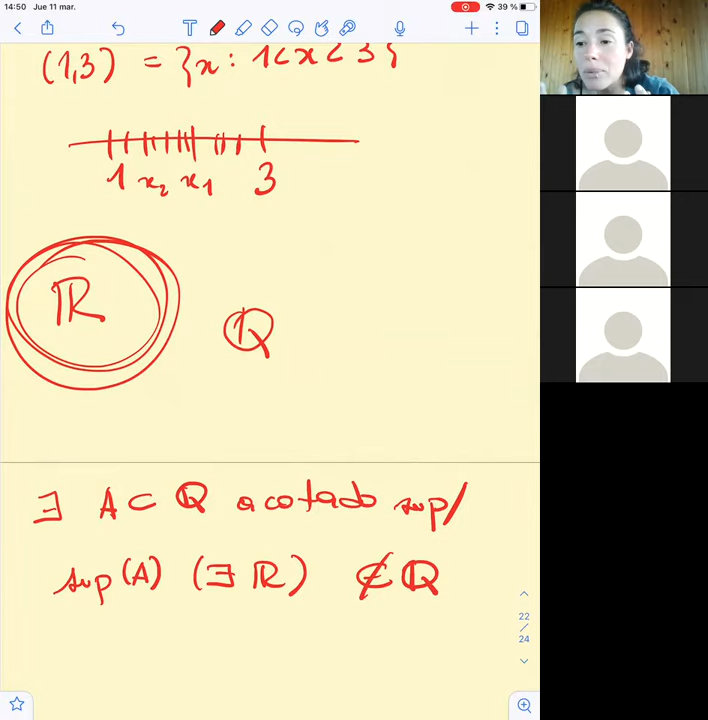 14:50 Jue 11 mar. 39 %
T
(1,3) = {x : 1 < x < 3}
1 x₂ x₁ 3
ℝ ℚ
∃ A ⊂ ℚ acotado sup/
sup(A) (∃ ℝ) ∉ ℚ
22
/
24